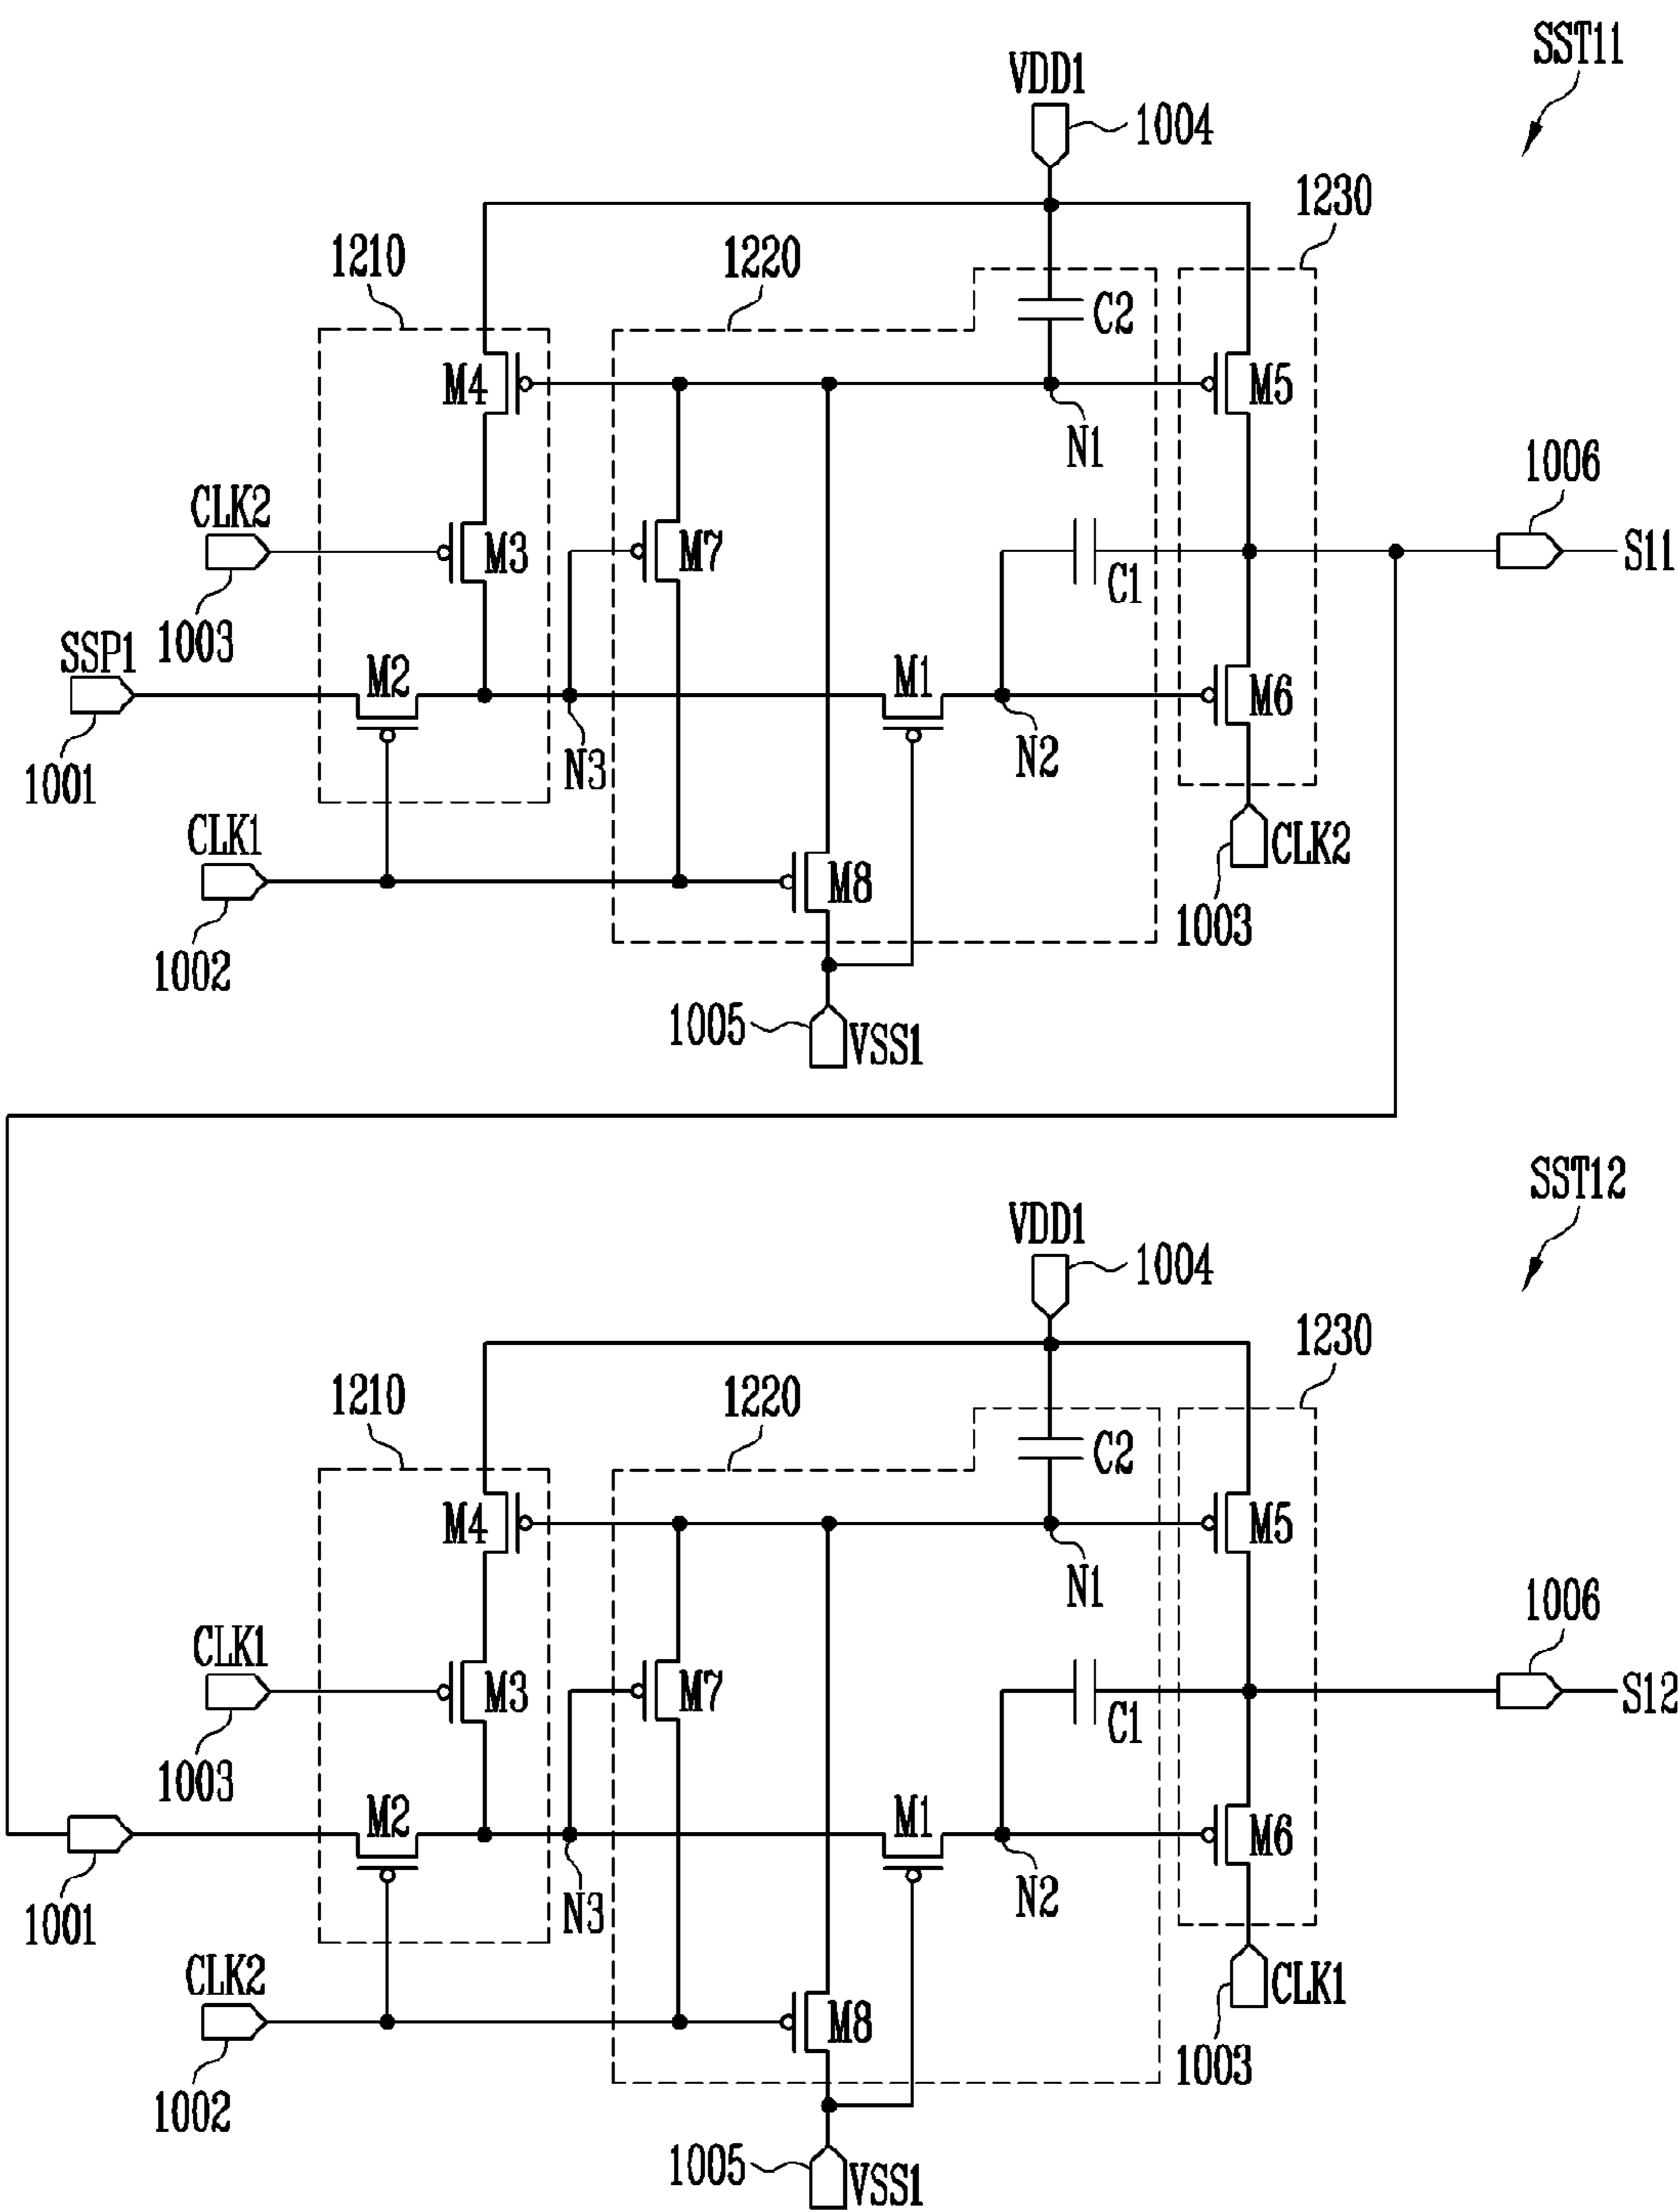 SST11
VDD1
1004
1230
1210
1220
C2
M4
M5
N1
1006
CLK2
M3
M7
C1
S11
1003
SSP1
M2
M1
M6
1001
N3
N2
CLK1
M8
CLK2
1002
1003
1005
VSS1
SST12
VDD1
1004
1230
1210
1220
C2
M4
M5
N1
1006
CLK1
M3
M7
C1
S12
1003
M2
M1
M6
1001
N3
N2
CLK2
M8
CLK1
1002
1003
1005
VSS1